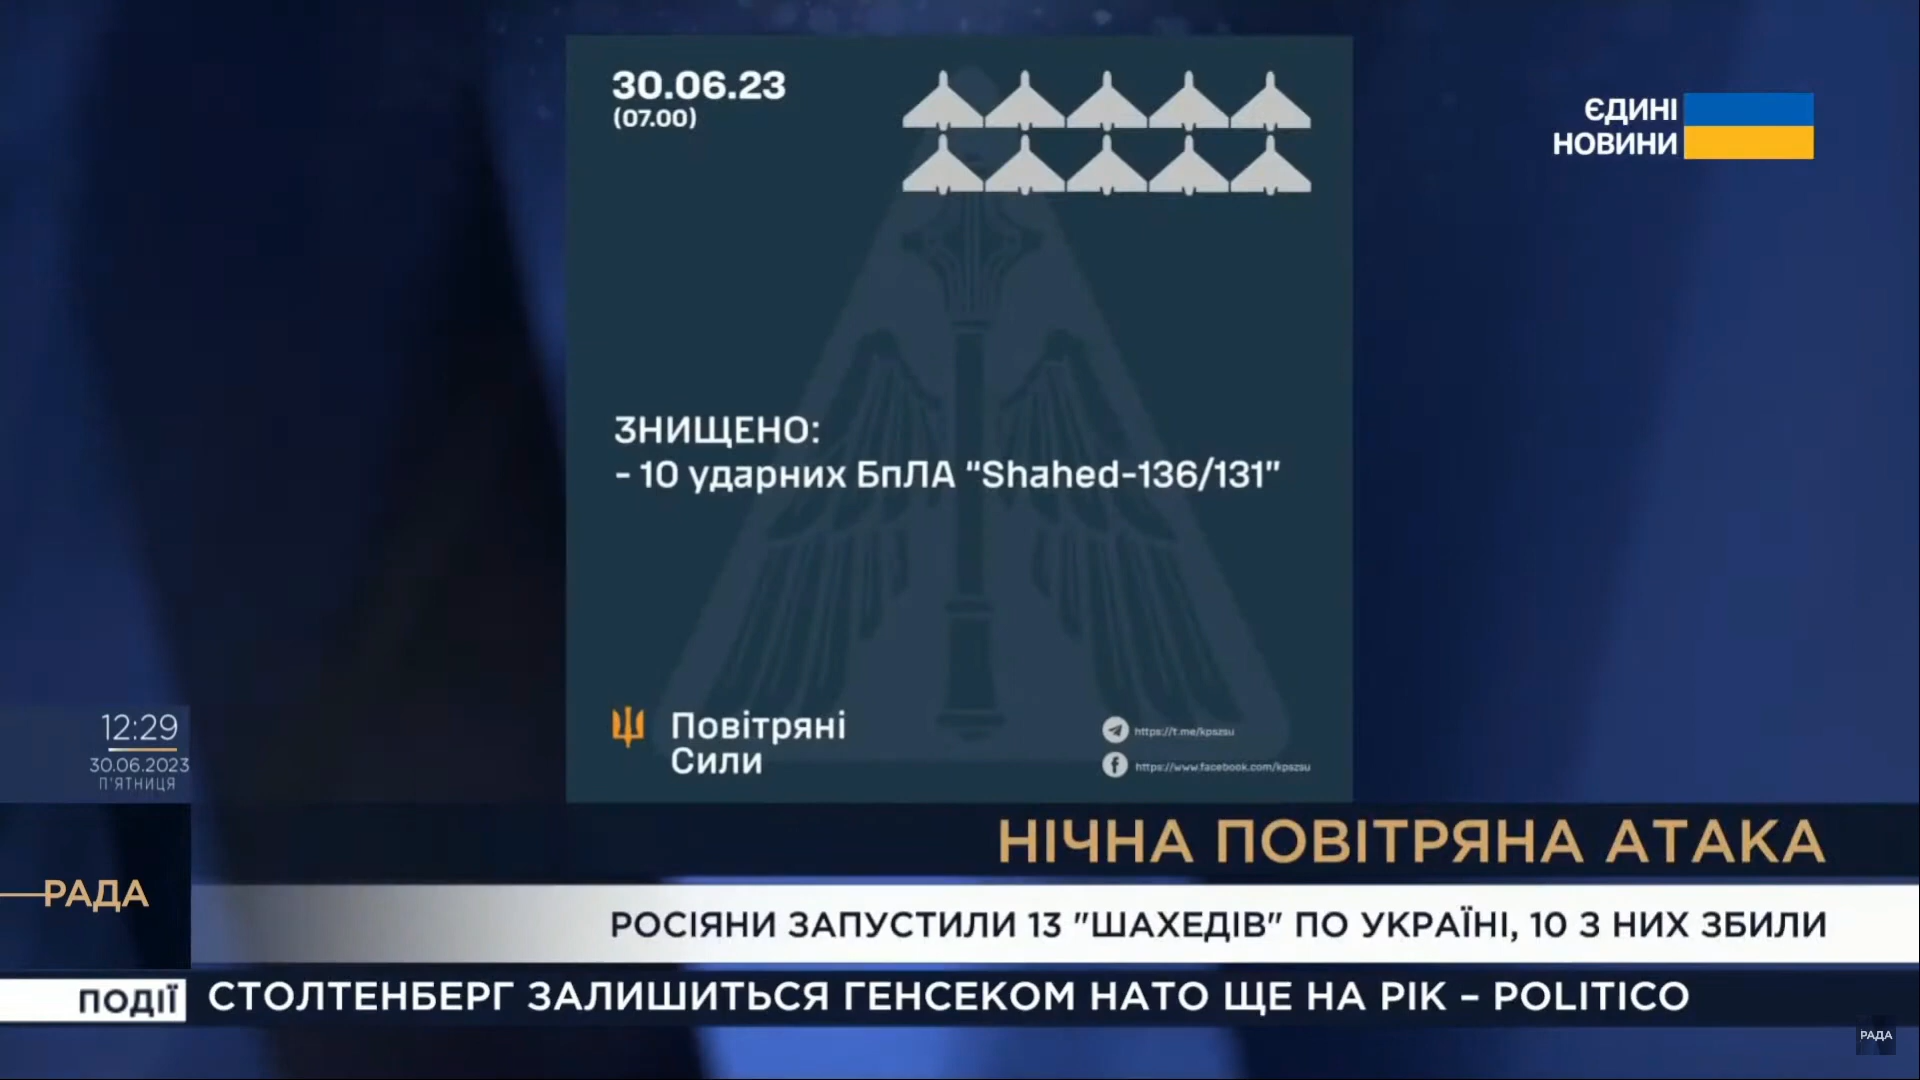 30.06.23
(07.00)
ЄДИНІ
НОВИНИ
ЗНИЩЕНО:
- 10 ударних БпЛА “Shahed-136/131”
Повітряні
Сили
https://t.me/kpszsu
https://www.facebook.com/kpszsu
12:29
30.06.2023
П'ЯТНИЦЯ
НІЧНА ПОВІТРЯНА АТАКА
РАДА
РОСІЯНИ ЗАПУСТИЛИ 13 "ШАХЕДІВ" ПО УКРАЇНІ, 10 З НИХ ЗБИЛИ
ПОДІЇ
СТОЛТЕНБЕРГ ЗАЛИШИТЬСЯ ГЕНСЕКОМ НАТО ЩЕ НА РІК – POLITICO
РАДА